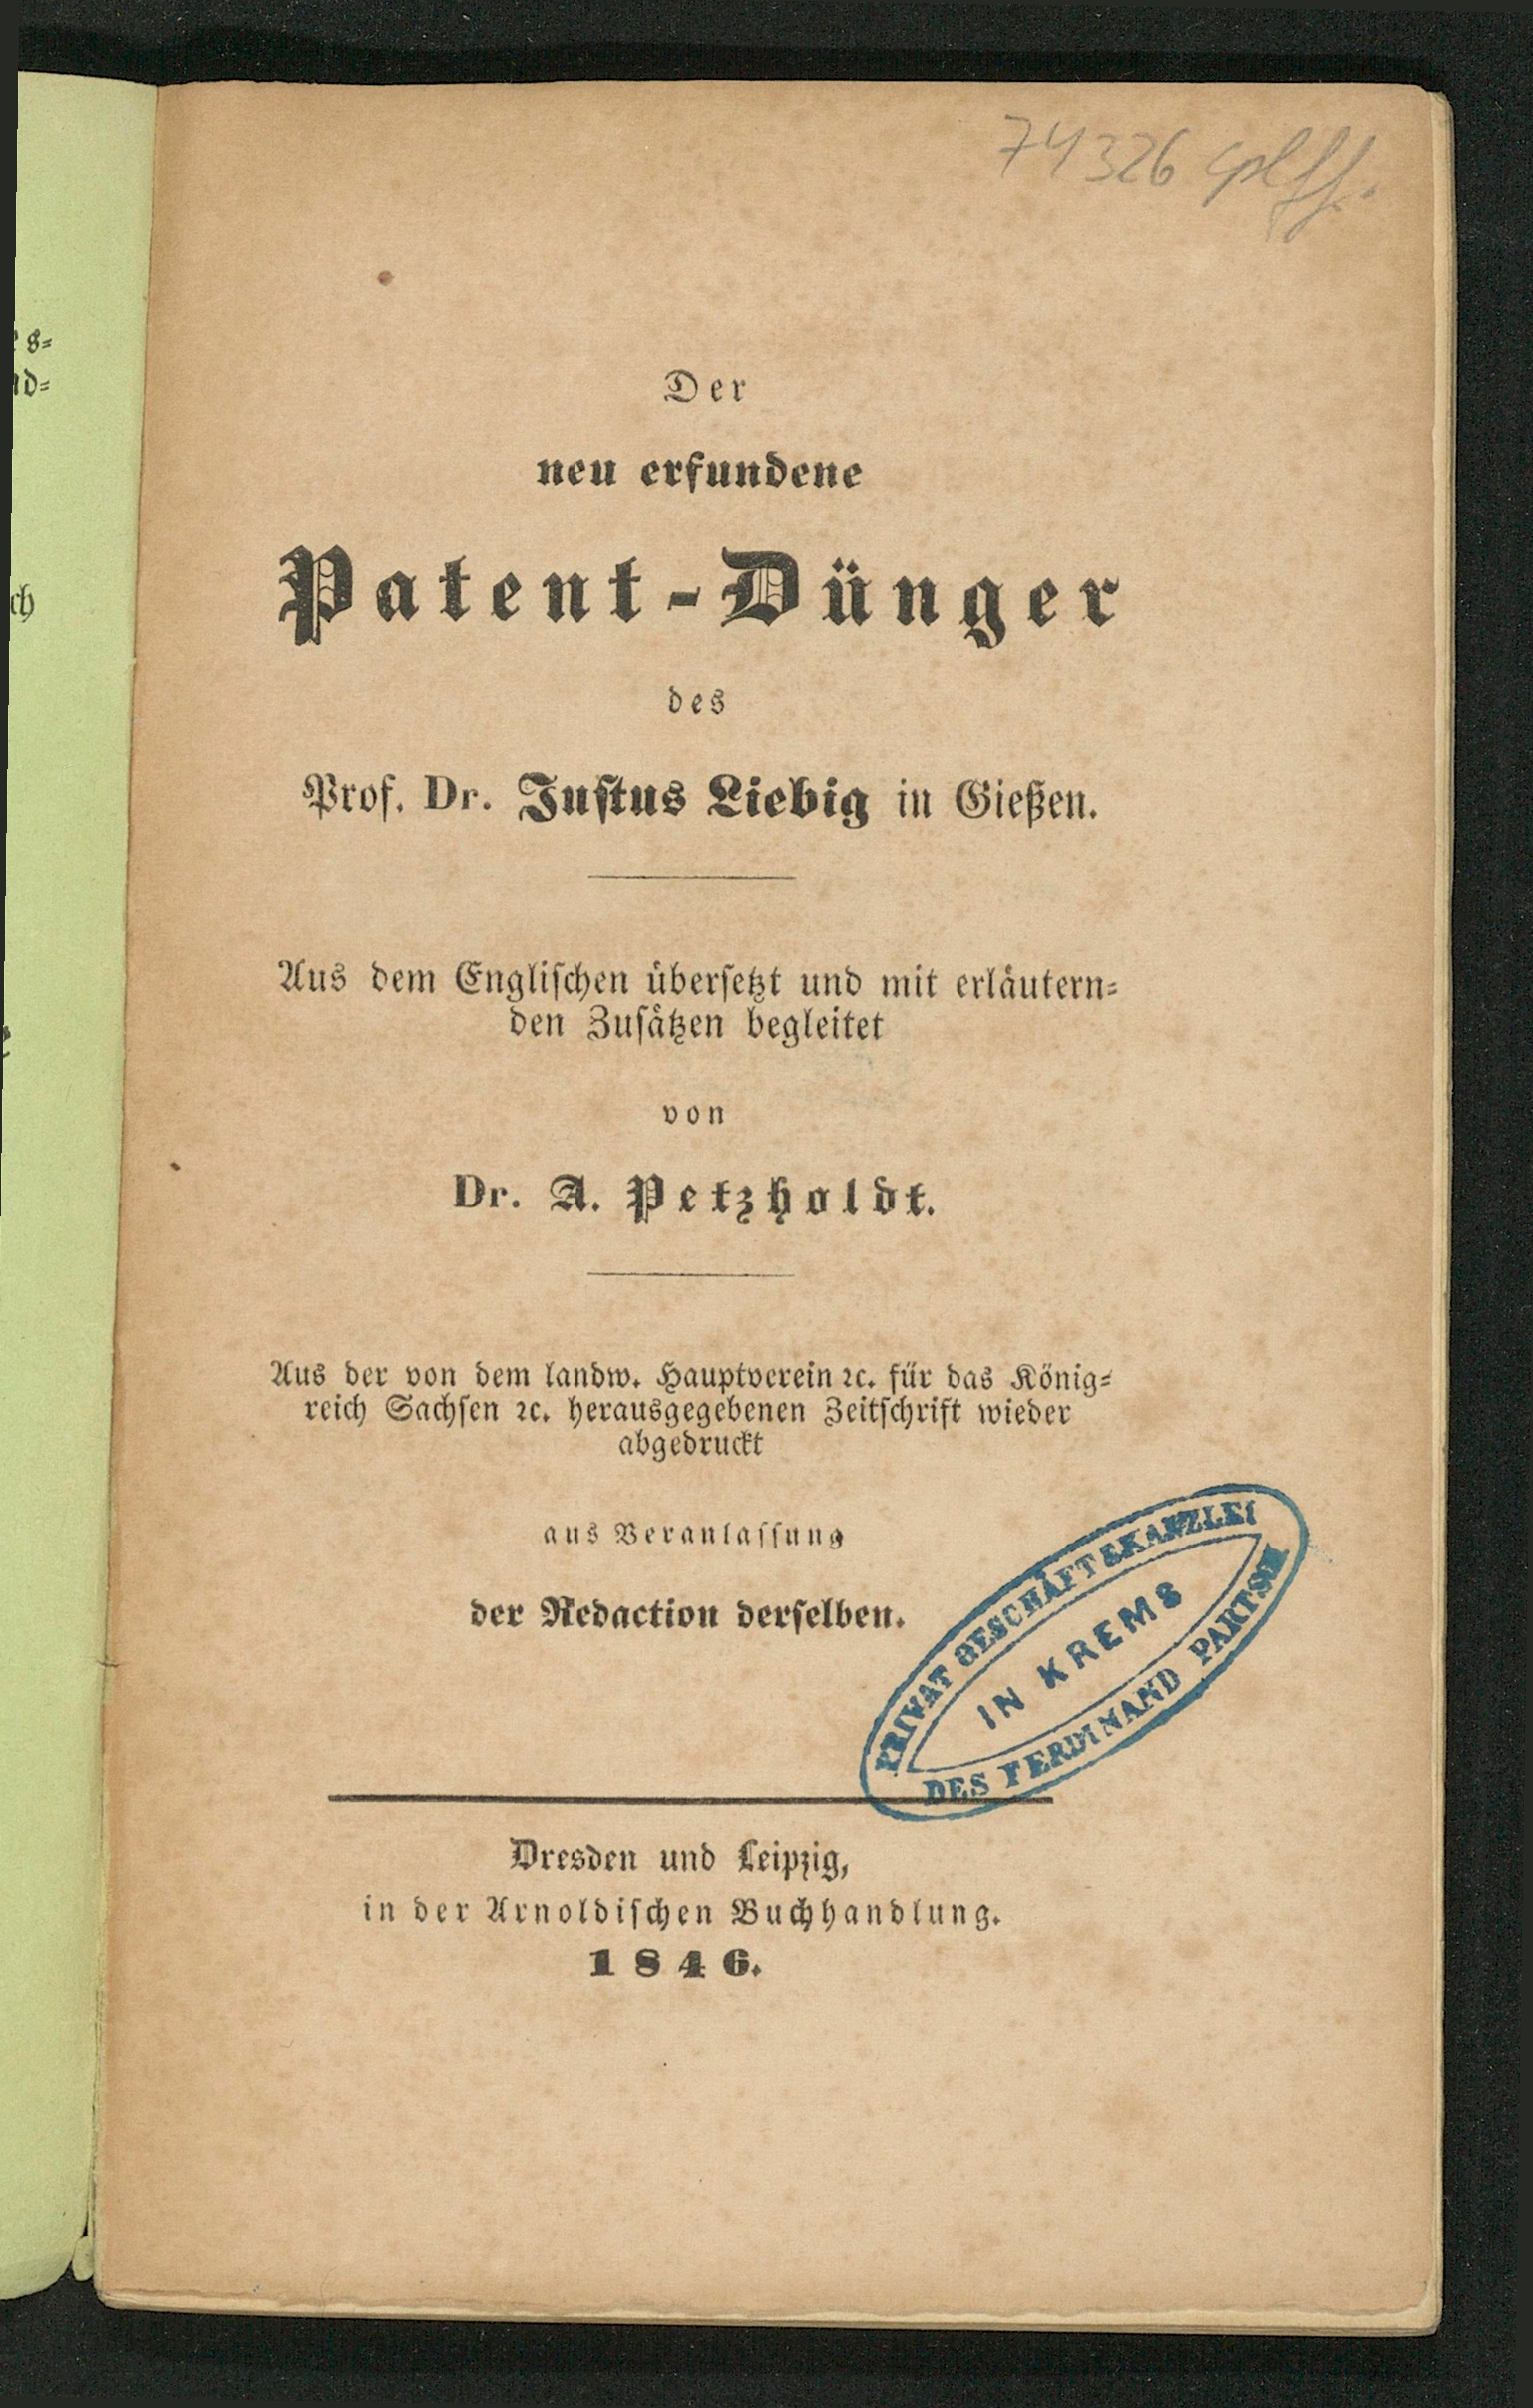 74326
Der
neu erfundene
Patent-Dünger
des
Prof. Dr. Justus Liebig in Gießen.
Aus dem Englischen übersetzt und mit erläutern-
den Zusätzen begleitet
von
Dr. A. Petzholdt.
Aus der von dem landw. Hauptverein ꝛc. für das König-
reich Sachsen ꝛc. herausgegebenen Zeitschrift wieder
abgedruckt
aus Veranlassung
der Redaction derselben.
PRIVAT GESCHÄFTSKANZLEI
IN KREMS
DES FERDINAND PARTSCH
Dresden und Leipzig,
in der Arnoldischen Buchhandlung.
1846.